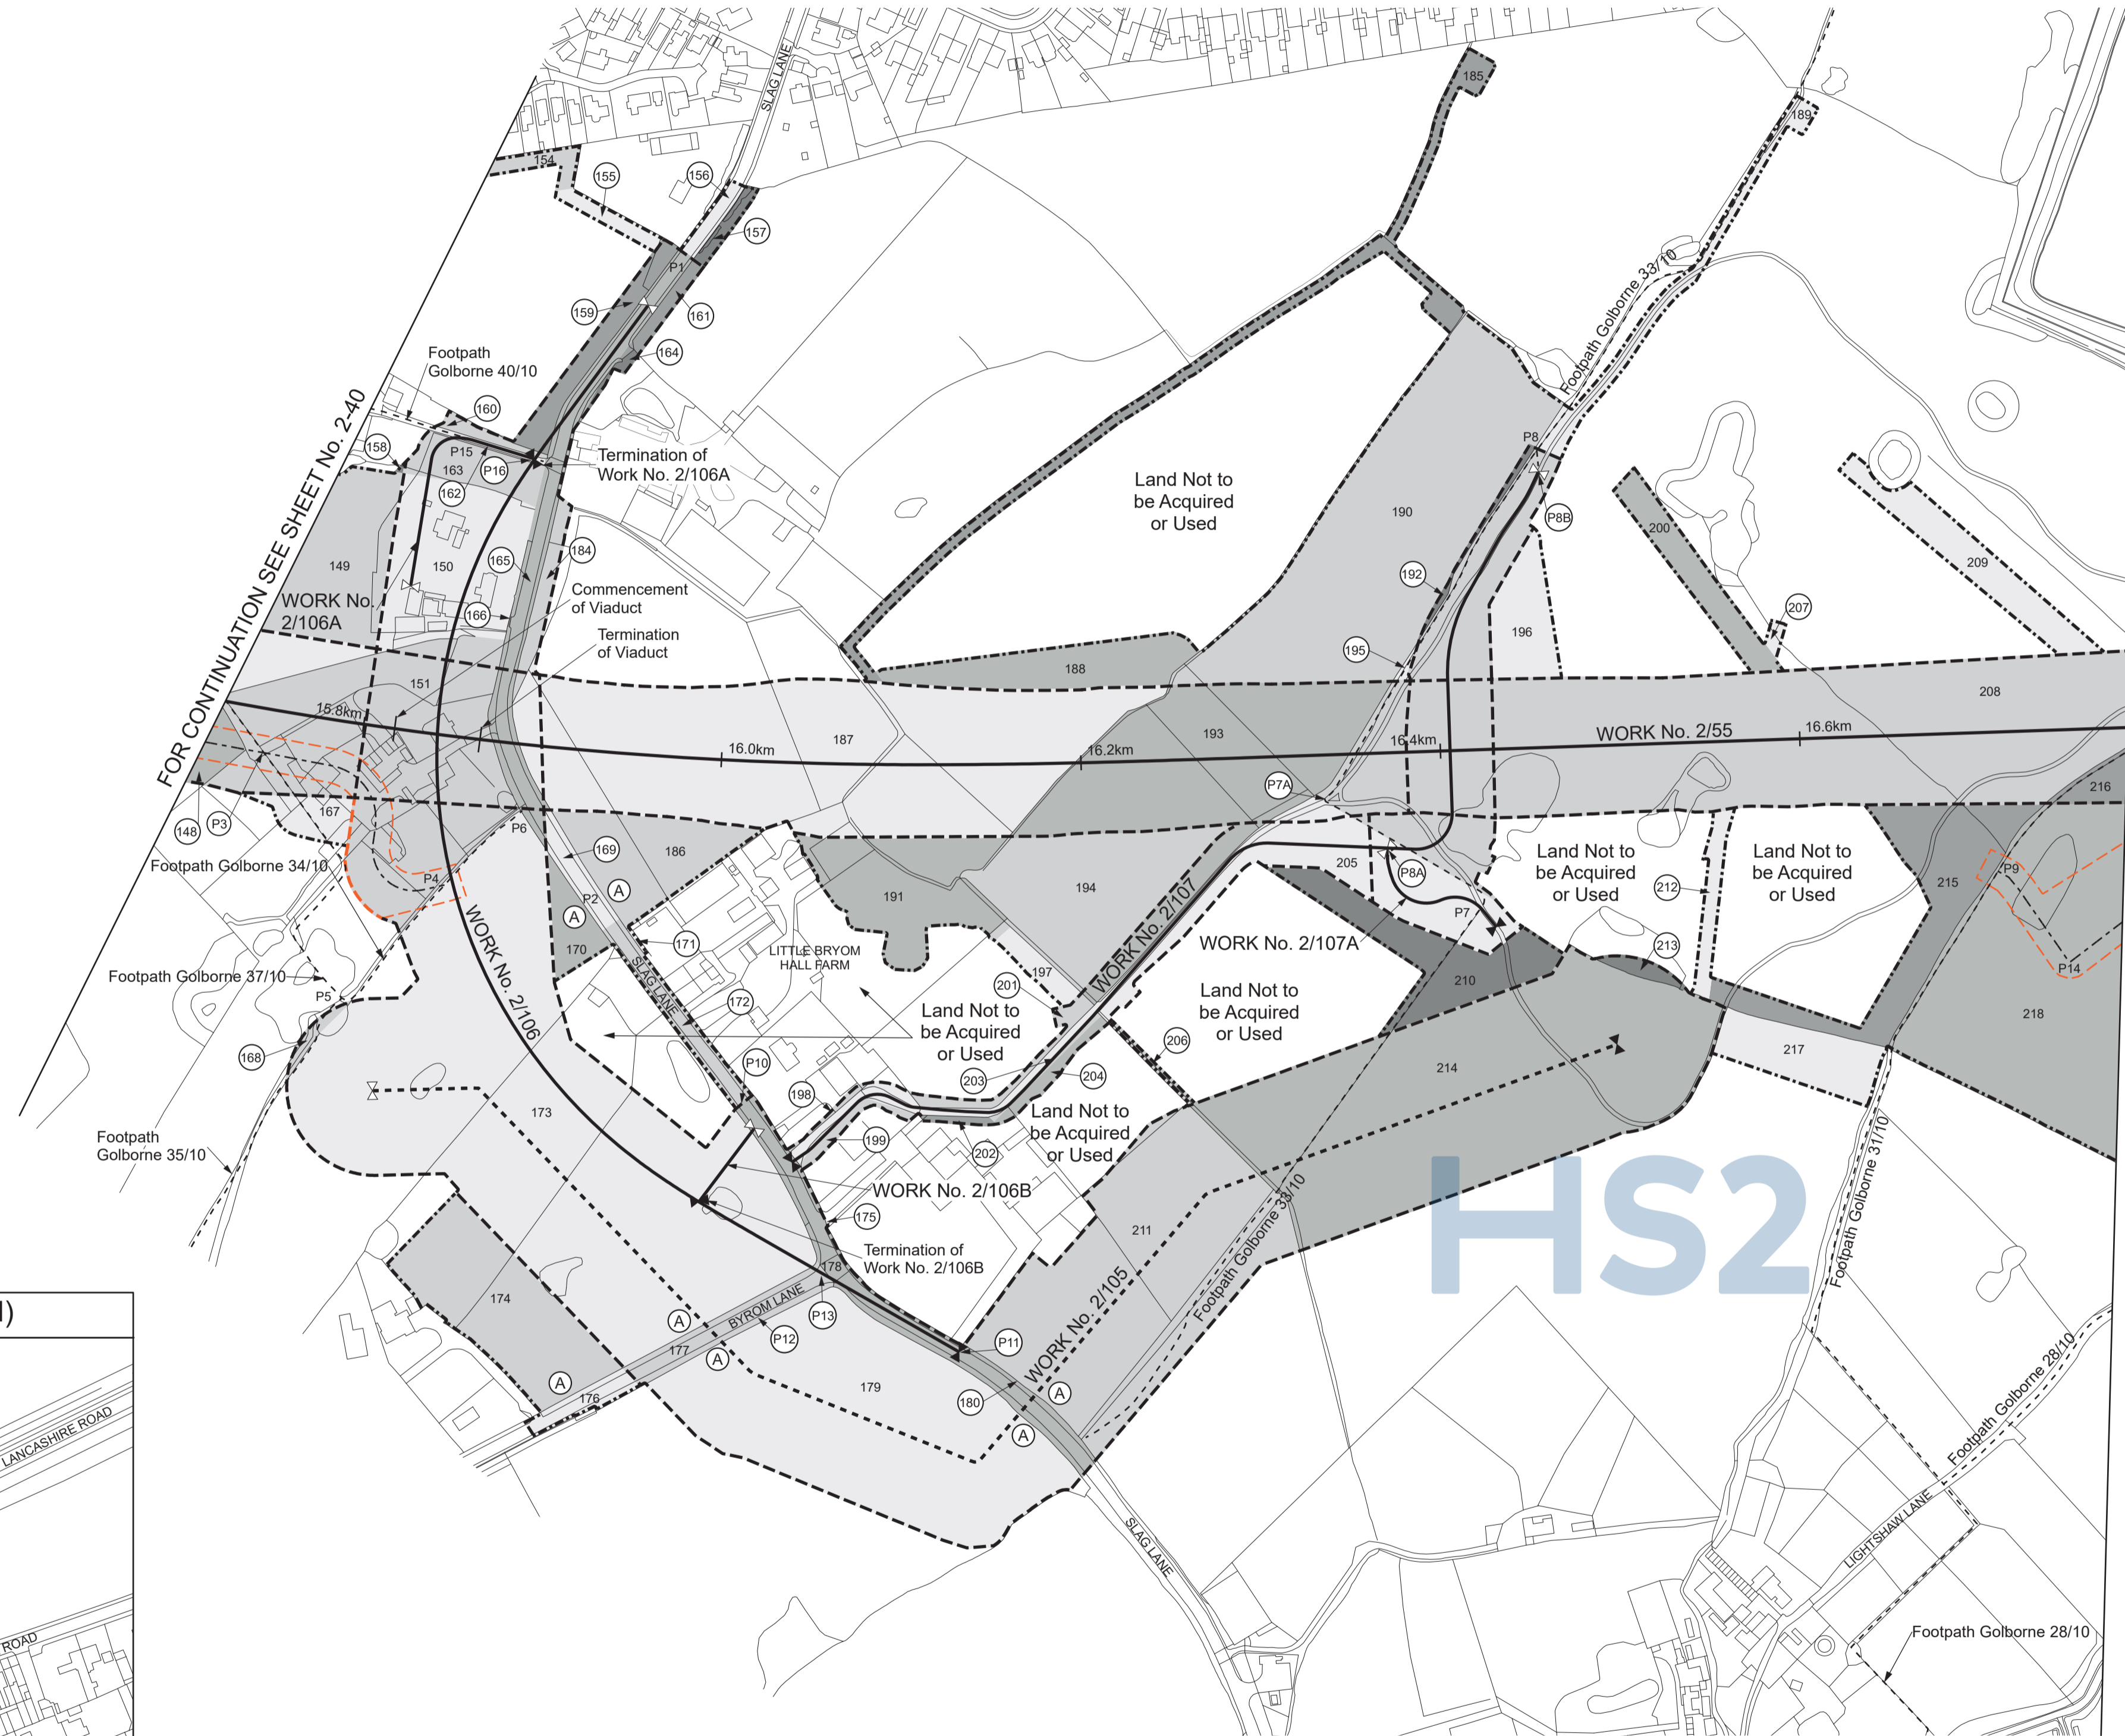 SLAG LANE
185
189
154
155
156
157
P1
159
161
164
Footpath
Golborne 40/10
160
158
P15
163
P16
162
Termination of
Work No. 2/106A
FOR CONTINUATION SEE SHEET No. 2-40
149
150
165
184
166
WORK No.
2/106A
Commencement
of Viaduct
Termination
of Viaduct
151
15.8km
Land Not to
be Acquired
or Used
Footpath Golborne 33/10
P8
P8B
190
192
195
196
200
207
209
188
187
193
208
16.0km
16.2km
16.4km
WORK No. 2/55
16.6km
P7A
216
148
P3
167
P6
Footpath Golborne 34/10
P4
169
186
A
A
P2
170
171
LITTLE BRYOM
HALL FARM
191
194
205
P8A
P7
WORK No. 2/107
WORK No. 2/107A
Land Not to
be Acquired
or Used
212
Land Not to
be Acquired
or Used
215
P9
P14
213
210
218
217
214
Footpath Golborne 37/10
P5
168
WORK No. 2/106
SLAG LANE
172
197
201
Land Not to
be Acquired
or Used
Land Not to
be Acquired
or Used
206
203
204
Land Not to
be Acquired
or Used
P10
198
199
202
173
WORK No. 2/106B
175
Termination of
Work No. 2/106B
Footpath
Golborne 35/10
174
178
P13
BYROM LANE
P12
A
A
A
177
176
179
P11
180
A
A
211
WORK No. 2/105
Footpath Golborne 33/10
HS2
Footpath Golborne 31/10
Footpath Golborne 28/10
LIGHTSHAW LANE
Footpath Golborne 28/10
SLAG LANE
LANCASHIRE ROAD
ROAD